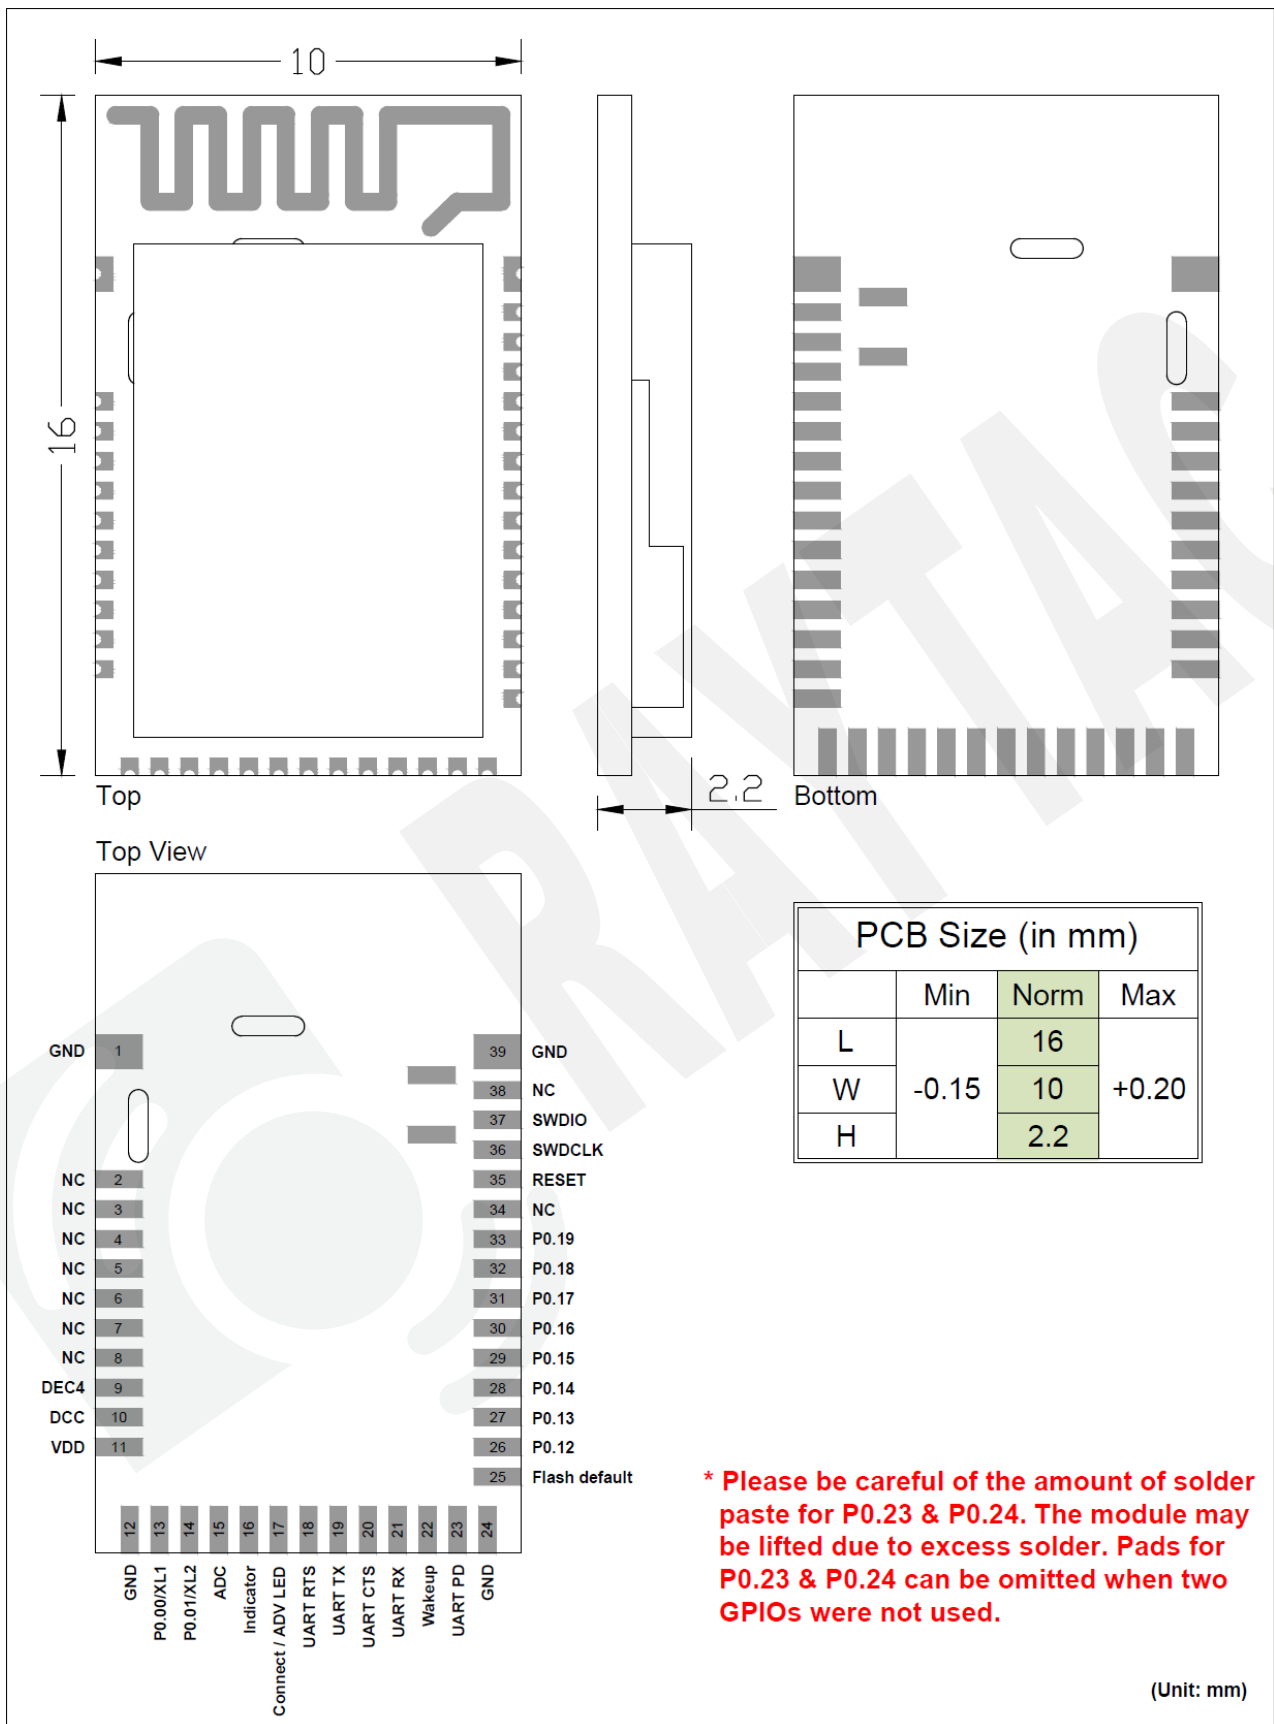 10
16
2.2
Top
Bottom
RAYTAC
Top View
GND 1
39 GND
38 NC
37 SWDIO
36 SWDCLK
NC 2
35 RESET
NC 3
34 NC
NC 4
33 P0.19
NC 5
32 P0.18
NC 6
31 P0.17
NC 7
30 P0.16
NC 8
29 P0.15
DEC4 9
28 P0.14
DCC 10
27 P0.13
VDD 11
26 P0.12
25 Flash default
12 GND
13 P0.00/XL1
14 P0.01/XL2
15 ADC
16 Indicator
17 Connect / ADV LED
18 UART RTS
19 UART TX
20 UART CTS
21 UART RX
22 Wakeup
23 UART PD
24 GND
PCB Size (in mm)
Min Norm Max
L 16
W -0.15 10 +0.20
H 2.2
* Please be careful of the amount of solder
paste for P0.23 & P0.24. The module may
be lifted due to excess solder. Pads for
P0.23 & P0.24 can be omitted when two
GPIOs were not used.
(Unit: mm)